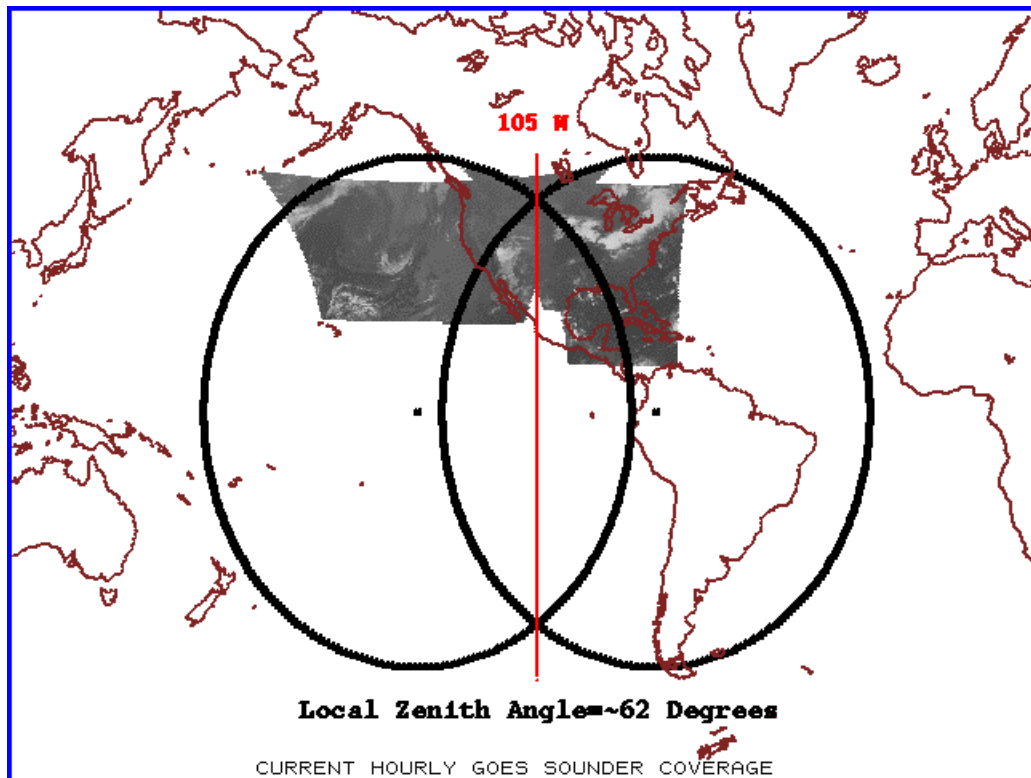 105 W
Local Zenith Angle=~62 Degrees
CURRENT HOURLY GOES SOUNDER COVERAGE